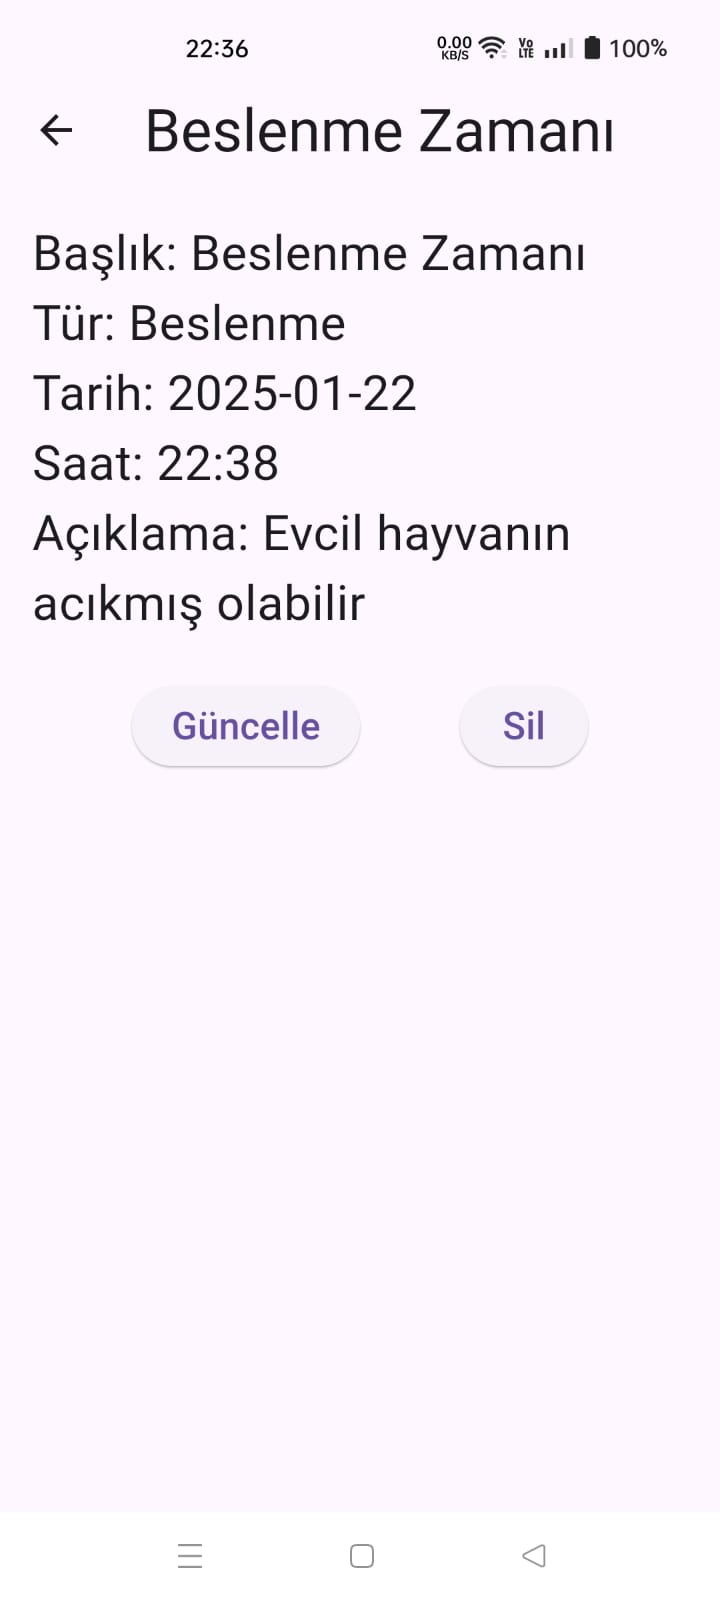 22:36 0.00 KB/S Vo LTE 100%
Beslenme Zamanı
Başlık: Beslenme Zamanı
Tür: Beslenme
Tarih: 2025-01-22
Saat: 22:38
Açıklama: Evcil hayvanın
acıkmış olabilir
Güncelle Sil